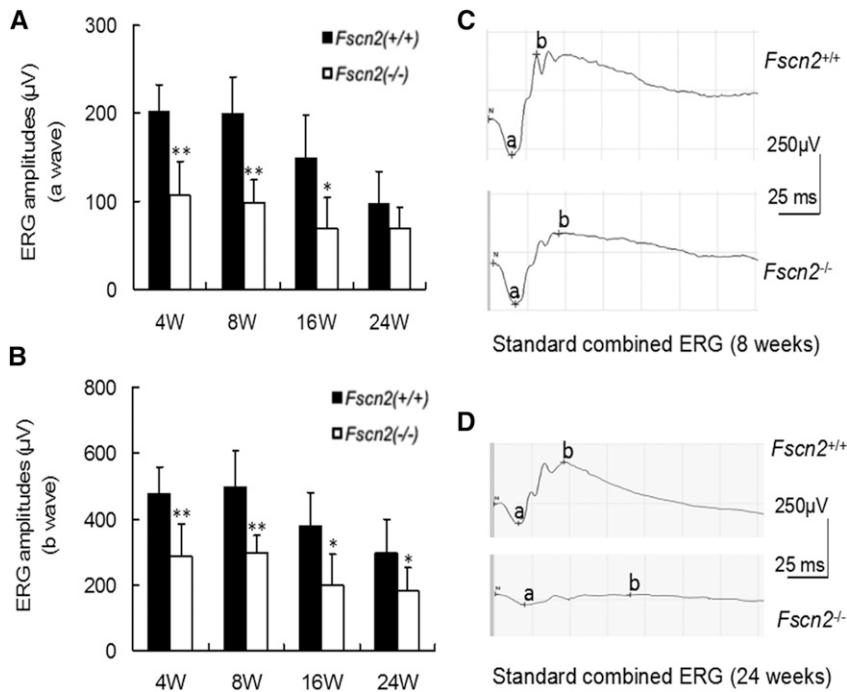 A
ERG amplitudes (µV)
(a wave)
300
200
100
0
Fscn2(+/+)
Fscn2(-/-)
**
**
*
4W 8W 16W 24W
B
ERG amplitudes (µV)
(b wave)
800
600
400
200
0
Fscn2(+/+)
Fscn2(-/-)
**
**
*
*
4W 8W 16W 24W
C
N
a
b
Fscn2+/+
250µV
25 ms
N
a
b
Fscn2-/-
Standard combined ERG (8 weeks)
D
N
a
b
Fscn2+/+
250µV
25 ms
N
a
b
Fscn2-/-
Standard combined ERG (24 weeks)